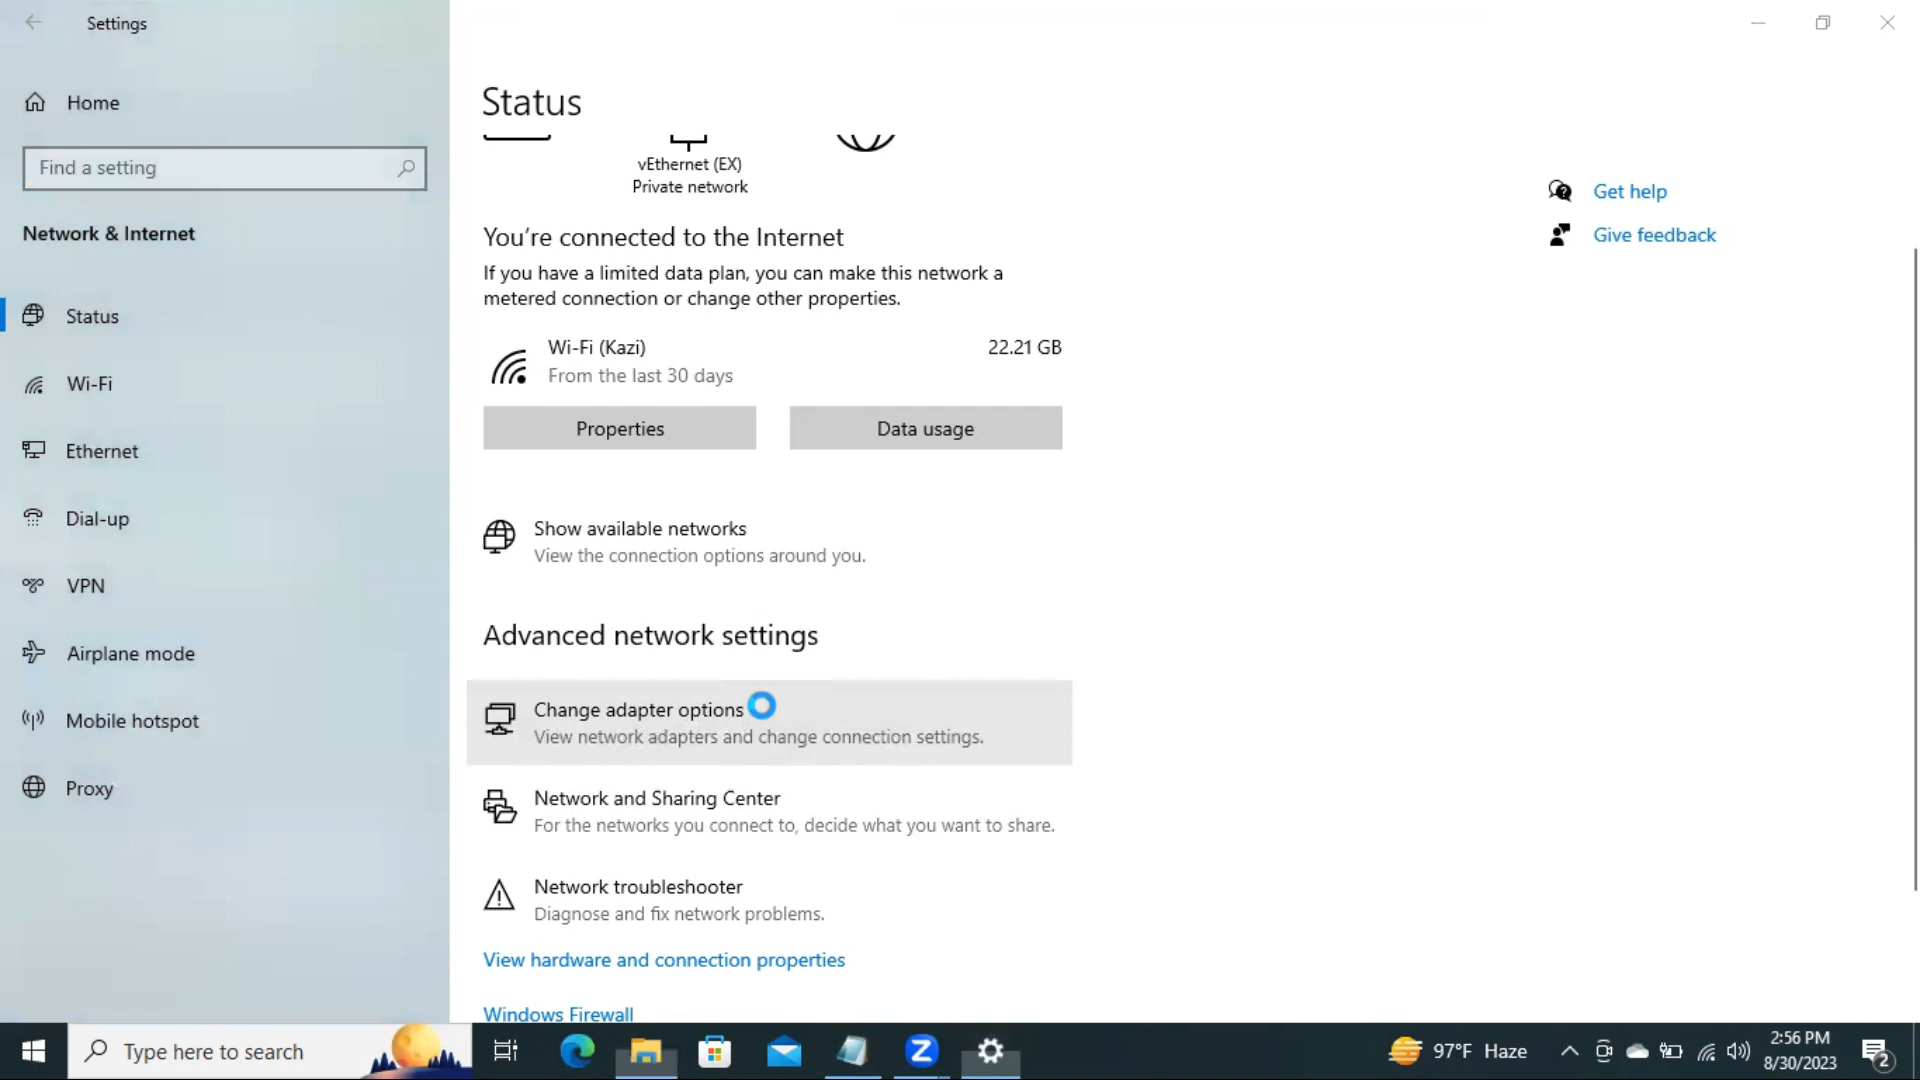 Settings
Home
Find a setting
Network & Internet
Status
Wi-Fi
Ethernet
Dial-up
VPN
Airplane mode
Mobile hotspot
Proxy
Status
vEthernet (EX)
Private network
You're connected to the Internet
If you have a limited data plan, you can make this network a
metered connection or change other properties.
Wi-Fi (Kazi)
22.21 GB
From the last 30 days
Properties
Data usage
Show available networks
View the connection options around you.
Advanced network settings
Change adapter options
View network adapters and change connection settings.
Network and Sharing Center
For the networks you connect to, decide what you want to share.
Network troubleshooter
Diagnose and fix network problems.
View hardware and connection properties
Windows Firewall
Get help
Give feedback
Type here to search
Z
97°F Haze
2:56 PM
8/30/2023
2